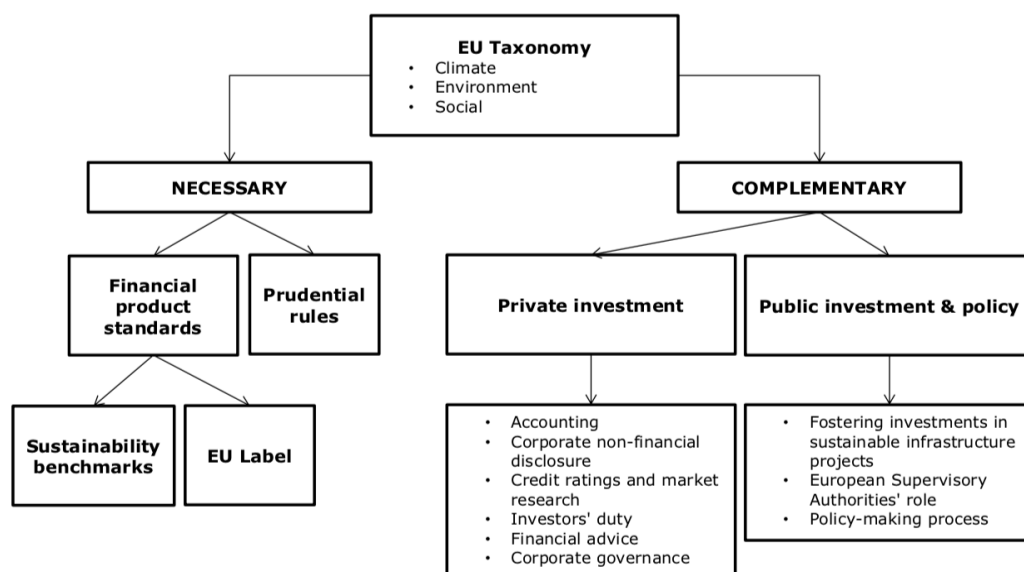 EU Taxonomy
• Climate
• Environment
• Social
NECESSARY
COMPLEMENTARY
Financial
product
standards
Prudential
rules
Private investment
Public investment & policy
Sustainability
benchmarks
EU Label
• Accounting
• Corporate non-financial
disclosure
• Credit ratings and market
research
• Investors' duty
• Financial advice
• Corporate governance
• Fostering investments in
sustainable infrastructure
projects
• European Supervisory
Authorities' role
• Policy-making process